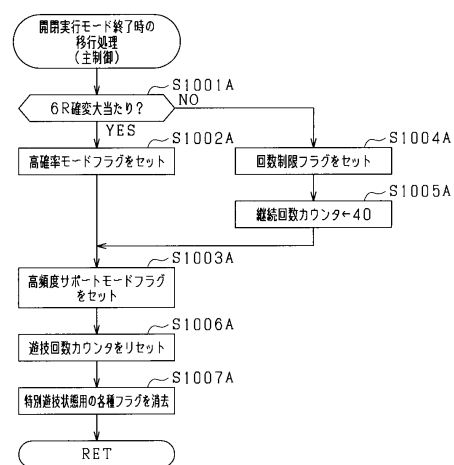 開閉実行モード終了時の
移行処理
(主制御)
S1001A
6R確変大当たり?
NO
YES
S1002A
高確率モードフラグをセット
S1004A
回数制限フラグをセット
S1005A
継続回数カウンタ←40
S1003A
高頻度サポートモードフラグ
をセット
S1006A
遊技回数カウンタをリセット
S1007A
特別遊技状態用の各種フラグを消去
RET